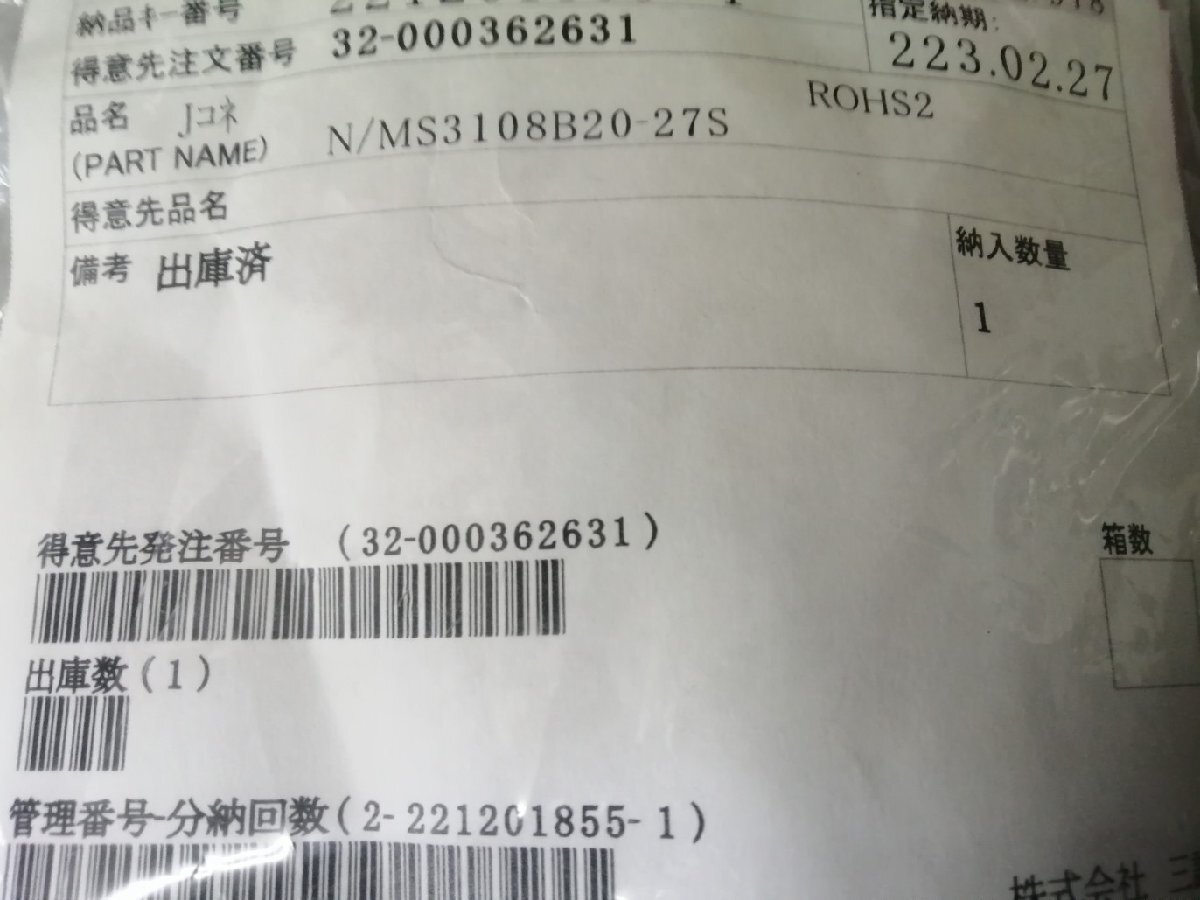 納品キー番号
指定納期:
得意先注文番号 32-000362631
223.02.27
品名 Jコネ
(PART NAME) N/MS3108B20-27S ROHS2
得意先品名
備考 出庫済
納入数量
1
得意先発注番号 (32-000362631)
箱数
出庫数(1)
管理番号-分納回数(2-221201855-1)
株式会社